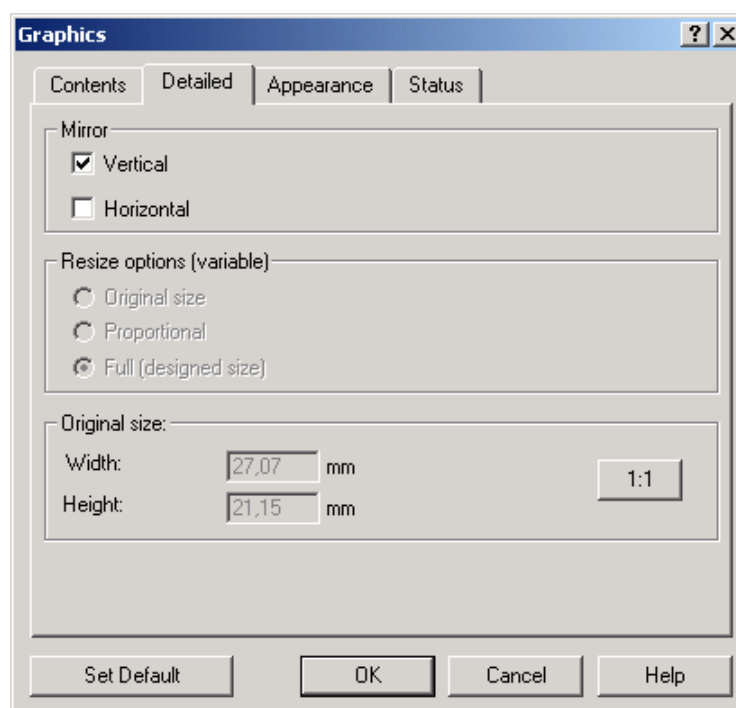 Graphics
Contents Detailed Appearance Status
Mirror
Vertical
Horizontal
Resize options (variable)
Original size
Proportional
Full (designed size)
Original size:
Width: 27,07 mm
1:1
Height: 21,15 mm
Set Default OK Cancel Help